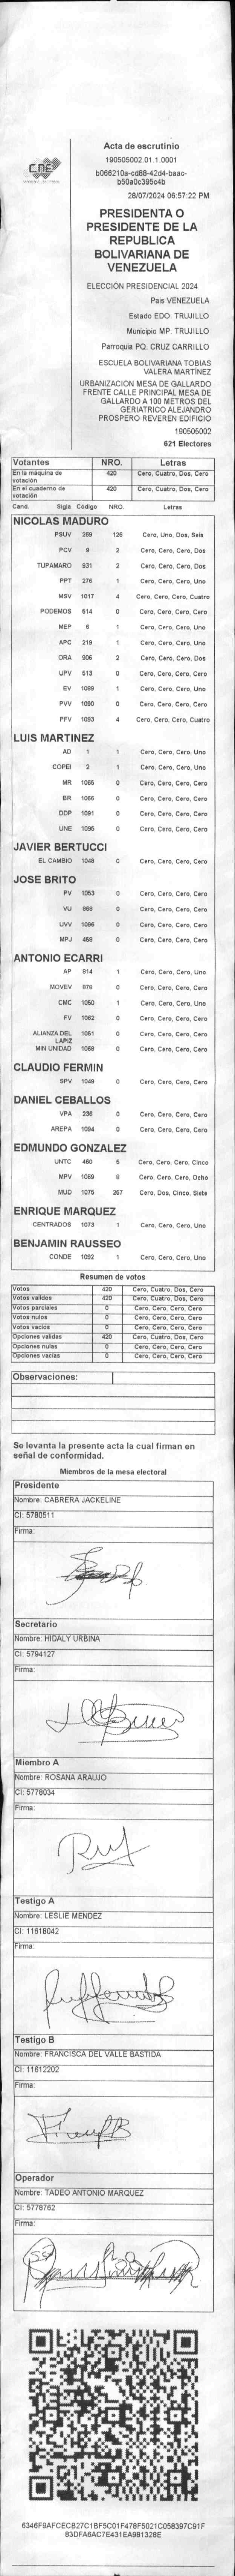 CNE
Acta de escrutinio
190505002.01.1.0001
b066210a-cd88-42d4-baac-
b50a0c395c4b
28/07/2024 06:57:22 PM
PRESIDENTA O
PRESIDENTE DE LA
REPUBLICA
BOLIVARIANA DE
VENEZUELA
ELECCIÓN PRESIDENCIAL 2024
Pais VENEZUELA
Estado EDO. TRUJILLO
Municipio MP. TRUJILLO
Parroquia PQ. CRUZ CARRILLO
ESCUELA BOLIVARIANA TOBIAS
VALERA MARTÍNEZ
URBANIZACION MESA DE GALLARDO
FRENTE CALLE PRINCIPAL MESA DE
GALLARDO A 100 METROS DEL
GERIATRICO ALEJANDRO
PROSPERO REVEREN EDIFICIO
190505002
621 Electores
Votantes NRO. Letras
En la máquina de votación 420 Cero, Cuatro, Dos, Cero
En el cuaderno de votación 420 Cero, Cuatro, Dos, Cero
Cand. Sigla Código NRO. Letras
NICOLAS MADURO
PSUV 269 126 Cero, Uno, Dos, Seis
PCV 9 2 Cero, Cero, Cero, Dos
TUPAMARO 931 2 Cero, Cero, Cero, Dos
PPT 276 1 Cero, Cero, Cero, Uno
MSV 1017 4 Cero, Cero, Cero, Cuatro
PODEMOS 514 0 Cero, Cero, Cero, Cero
MEP 6 1 Cero, Cero, Cero, Uno
APC 219 1 Cero, Cero, Cero, Uno
ORA 906 2 Cero, Cero, Cero, Dos
UPV 513 0 Cero, Cero, Cero, Cero
EV 1089 1 Cero, Cero, Cero, Uno
PVV 1090 0 Cero, Cero, Cero, Cero
PFV 1093 4 Cero, Cero, Cero, Cuatro
LUIS MARTINEZ
AD 1 1 Cero, Cero, Cero, Uno
COPEI 2 1 Cero, Cero, Cero, Uno
MR 1065 0 Cero, Cero, Cero, Cero
BR 1066 0 Cero, Cero, Cero, Cero
DDP 1091 0 Cero, Cero, Cero, Cero
UNE 1095 0 Cero, Cero, Cero, Cero
JAVIER BERTUCCI
EL CAMBIO 1048 0 Cero, Cero, Cero, Cero
JOSE BRITO
PV 1053 0 Cero, Cero, Cero, Cero
VU 868 0 Cero, Cero, Cero, Cero
UVV 1096 0 Cero, Cero, Cero, Cero
MPJ 458 0 Cero, Cero, Cero, Cero
ANTONIO ECARRI
AP 814 1 Cero, Cero, Cero, Uno
MOVEV 878 0 Cero, Cero, Cero, Cero
CMC 1050 1 Cero, Cero, Cero, Uno
FV 1062 0 Cero, Cero, Cero, Cero
ALIANZA DEL LAPIZ 1051 0 Cero, Cero, Cero, Cero
MIN UNIDAD 1068 0 Cero, Cero, Cero, Cero
CLAUDIO FERMIN
SPV 1049 0 Cero, Cero, Cero, Cero
DANIEL CEBALLOS
VPA 236 0 Cero, Cero, Cero, Cero
AREPA 1094 0 Cero, Cero, Cero, Cero
EDMUNDO GONZALEZ
UNTC 460 5 Cero, Cero, Cero, Cinco
MPV 1069 8 Cero, Cero, Cero, Ocho
MUD 1075 257 Cero, Dos, Cinco, Siete
ENRIQUE MARQUEZ
CENTRADOS 1073 1 Cero, Cero, Cero, Uno
BENJAMIN RAUSSEO
CONDE 1092 1 Cero, Cero, Cero, Uno
Resumen de votos
Votos 420 Cero, Cuatro, Dos, Cero
Votos validos 420 Cero, Cuatro, Dos, Cero
Votos parciales 0 Cero, Cero, Cero, Cero
Votos nulos 0 Cero, Cero, Cero, Cero
Votos vacios 0 Cero, Cero, Cero, Cero
Opciones validas 420 Cero, Cuatro, Dos, Cero
Opciones nulas 0 Cero, Cero, Cero, Cero
Opciones vacias 0 Cero, Cero, Cero, Cero
Observaciones:
Se levanta la presente acta la cual firman en
señal de conformidad.
Miembros de la mesa electoral
Presidente
Nombre: CABRERA JACKELINE
CI: 5780511
Firma:
Secretario
Nombre: HIDALY URBINA
CI: 5794127
Firma:
Miembro A
Nombre: ROSANA ARAUJO
CI: 5778034
Firma:
Testigo A
Nombre: LESLIE MENDEZ
CI: 11618042
Firma:
Testigo B
Nombre: FRANCISCA DEL VALLE BASTIDA
CI: 11612202
Firma:
Operador
Nombre: TADEO ANTONIO MARQUEZ
CI: 5778762
Firma:
6346F9AFCECB27C1BF5C01F478F5021C058397C91F
83DFA6AC7E431EA981328E